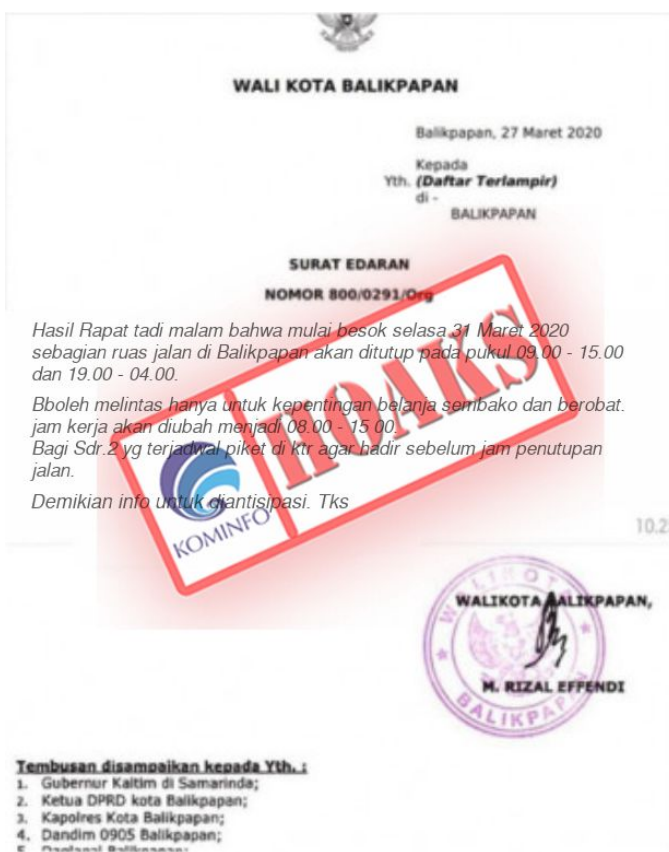 WALI KOTA BALIKPAPAN
Balikpapan, 27 Maret 2020
Kepada
Yth. (Daftar Terlampir)
di -
BALIKPAPAN
SURAT EDARAN
NOMOR 800/0291/Org
Hasil Rapat tadi malam bahwa mulai besok selasa 31 Maret 2020
sebagian ruas jalan di Balikpapan akan ditutup pada pukul 09.00 - 15.00
dan 19.00 - 04.00.
Bboleh melintas hanya untuk kepentingan belanja sembako dan berobat.
jam kerja akan diubah menjadi 08.00 - 15.00.
Bagi Sdr.2 yg terjadwal piket di ktr agar hadir sebelum jam penutupan
jalan.
Demikian info untuk diantisipasi. Tks
HOAKS
KOMINFO
10.2
WALIKOTA BALIKPAPAN,
WALIKOTA
BALIKPAP
M. RIZAL EFFENDI
Tembusan disampaikan kepada Yth. :
1. Gubernur Kaltim di Samarinda;
2. Ketua DPRD kota Balikpapan;
3. Kapolres Kota Balikpapan;
4. Dandim 0905 Balikpapan;
5. Balikpapan;